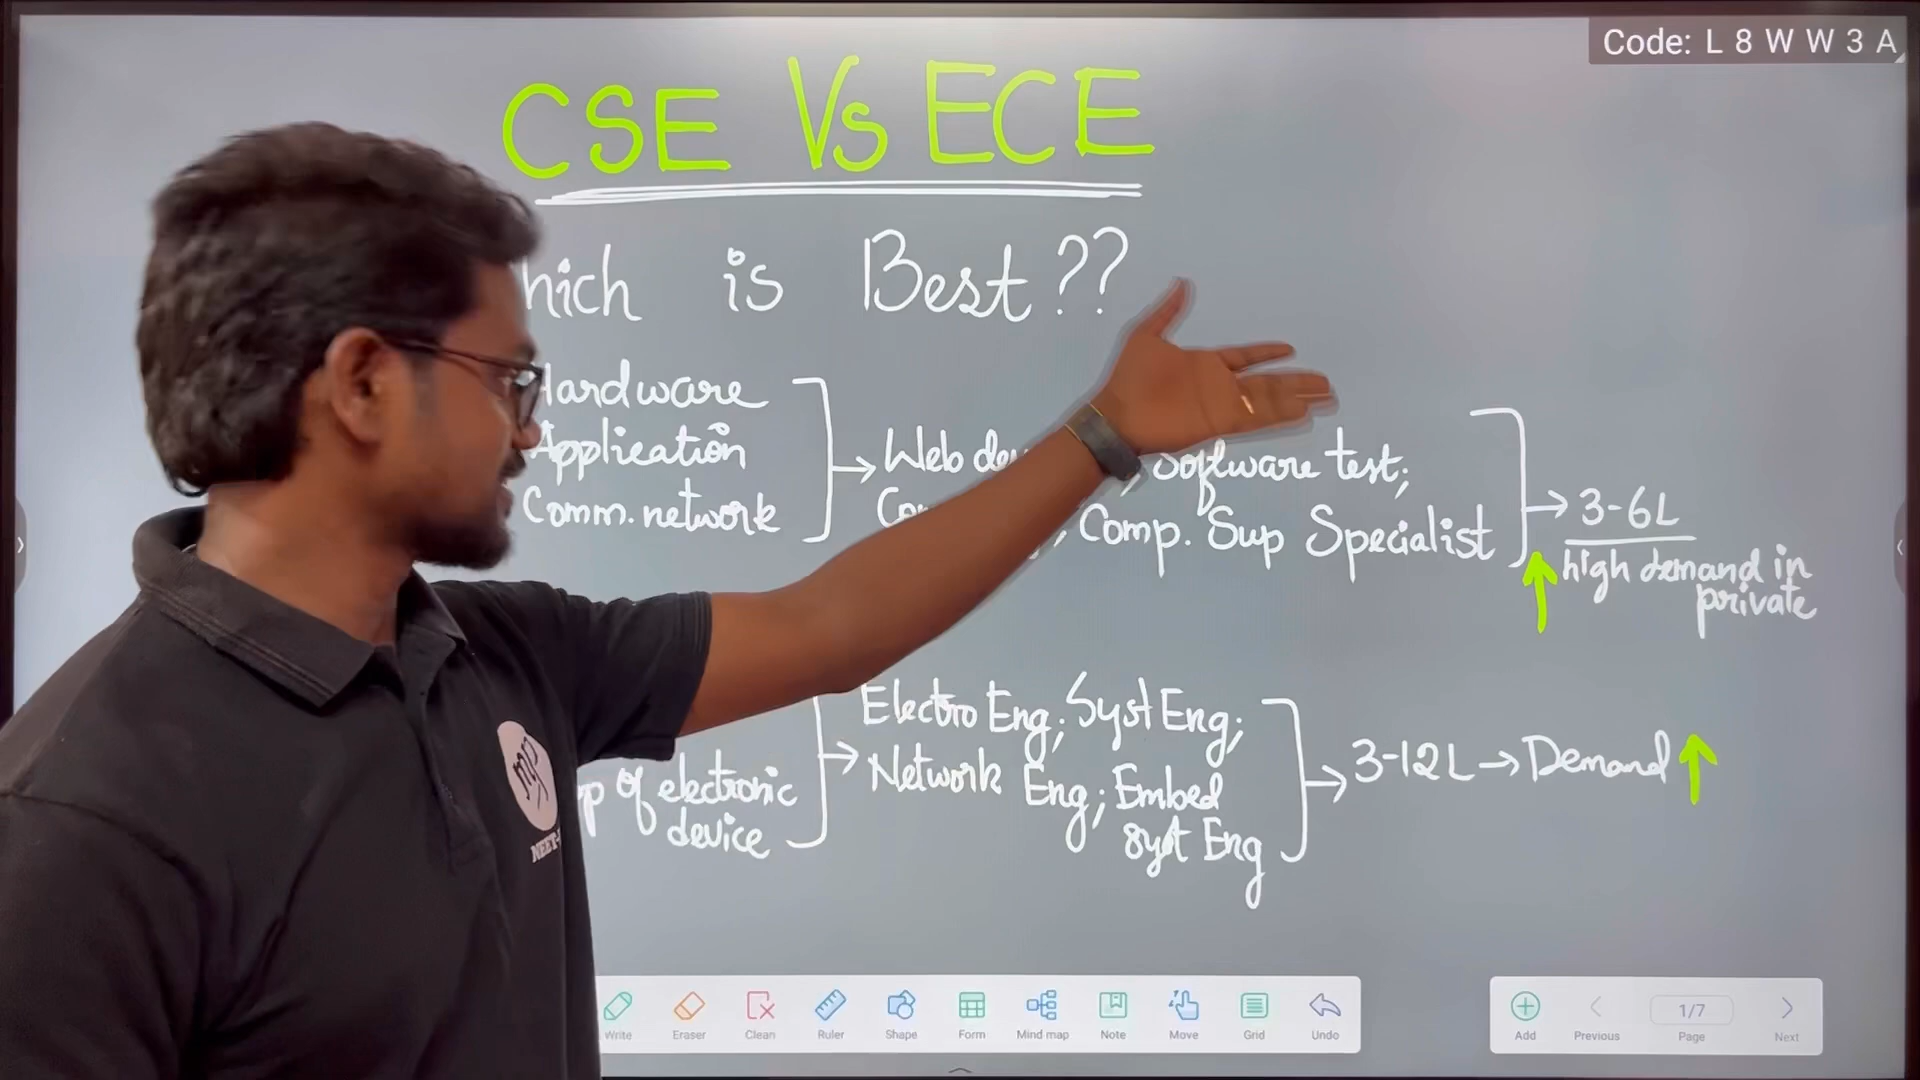 Code: L 8 W W 3 A
CSE Vs ECE
hich is Best ??
Hardware
Application
Comm. network
Web dev Software test;
Comp. Sup Specialist
3-6L
high demand in
private
Electro Eng; Syst Eng;
Network Eng; Embed
syst Eng
p of electronic
device
3-12L → Demand
NEET-
Write Eraser Clean Ruler Shape Form Mind map Note Move Grid Undo
Add Previous 1/7 Page Next